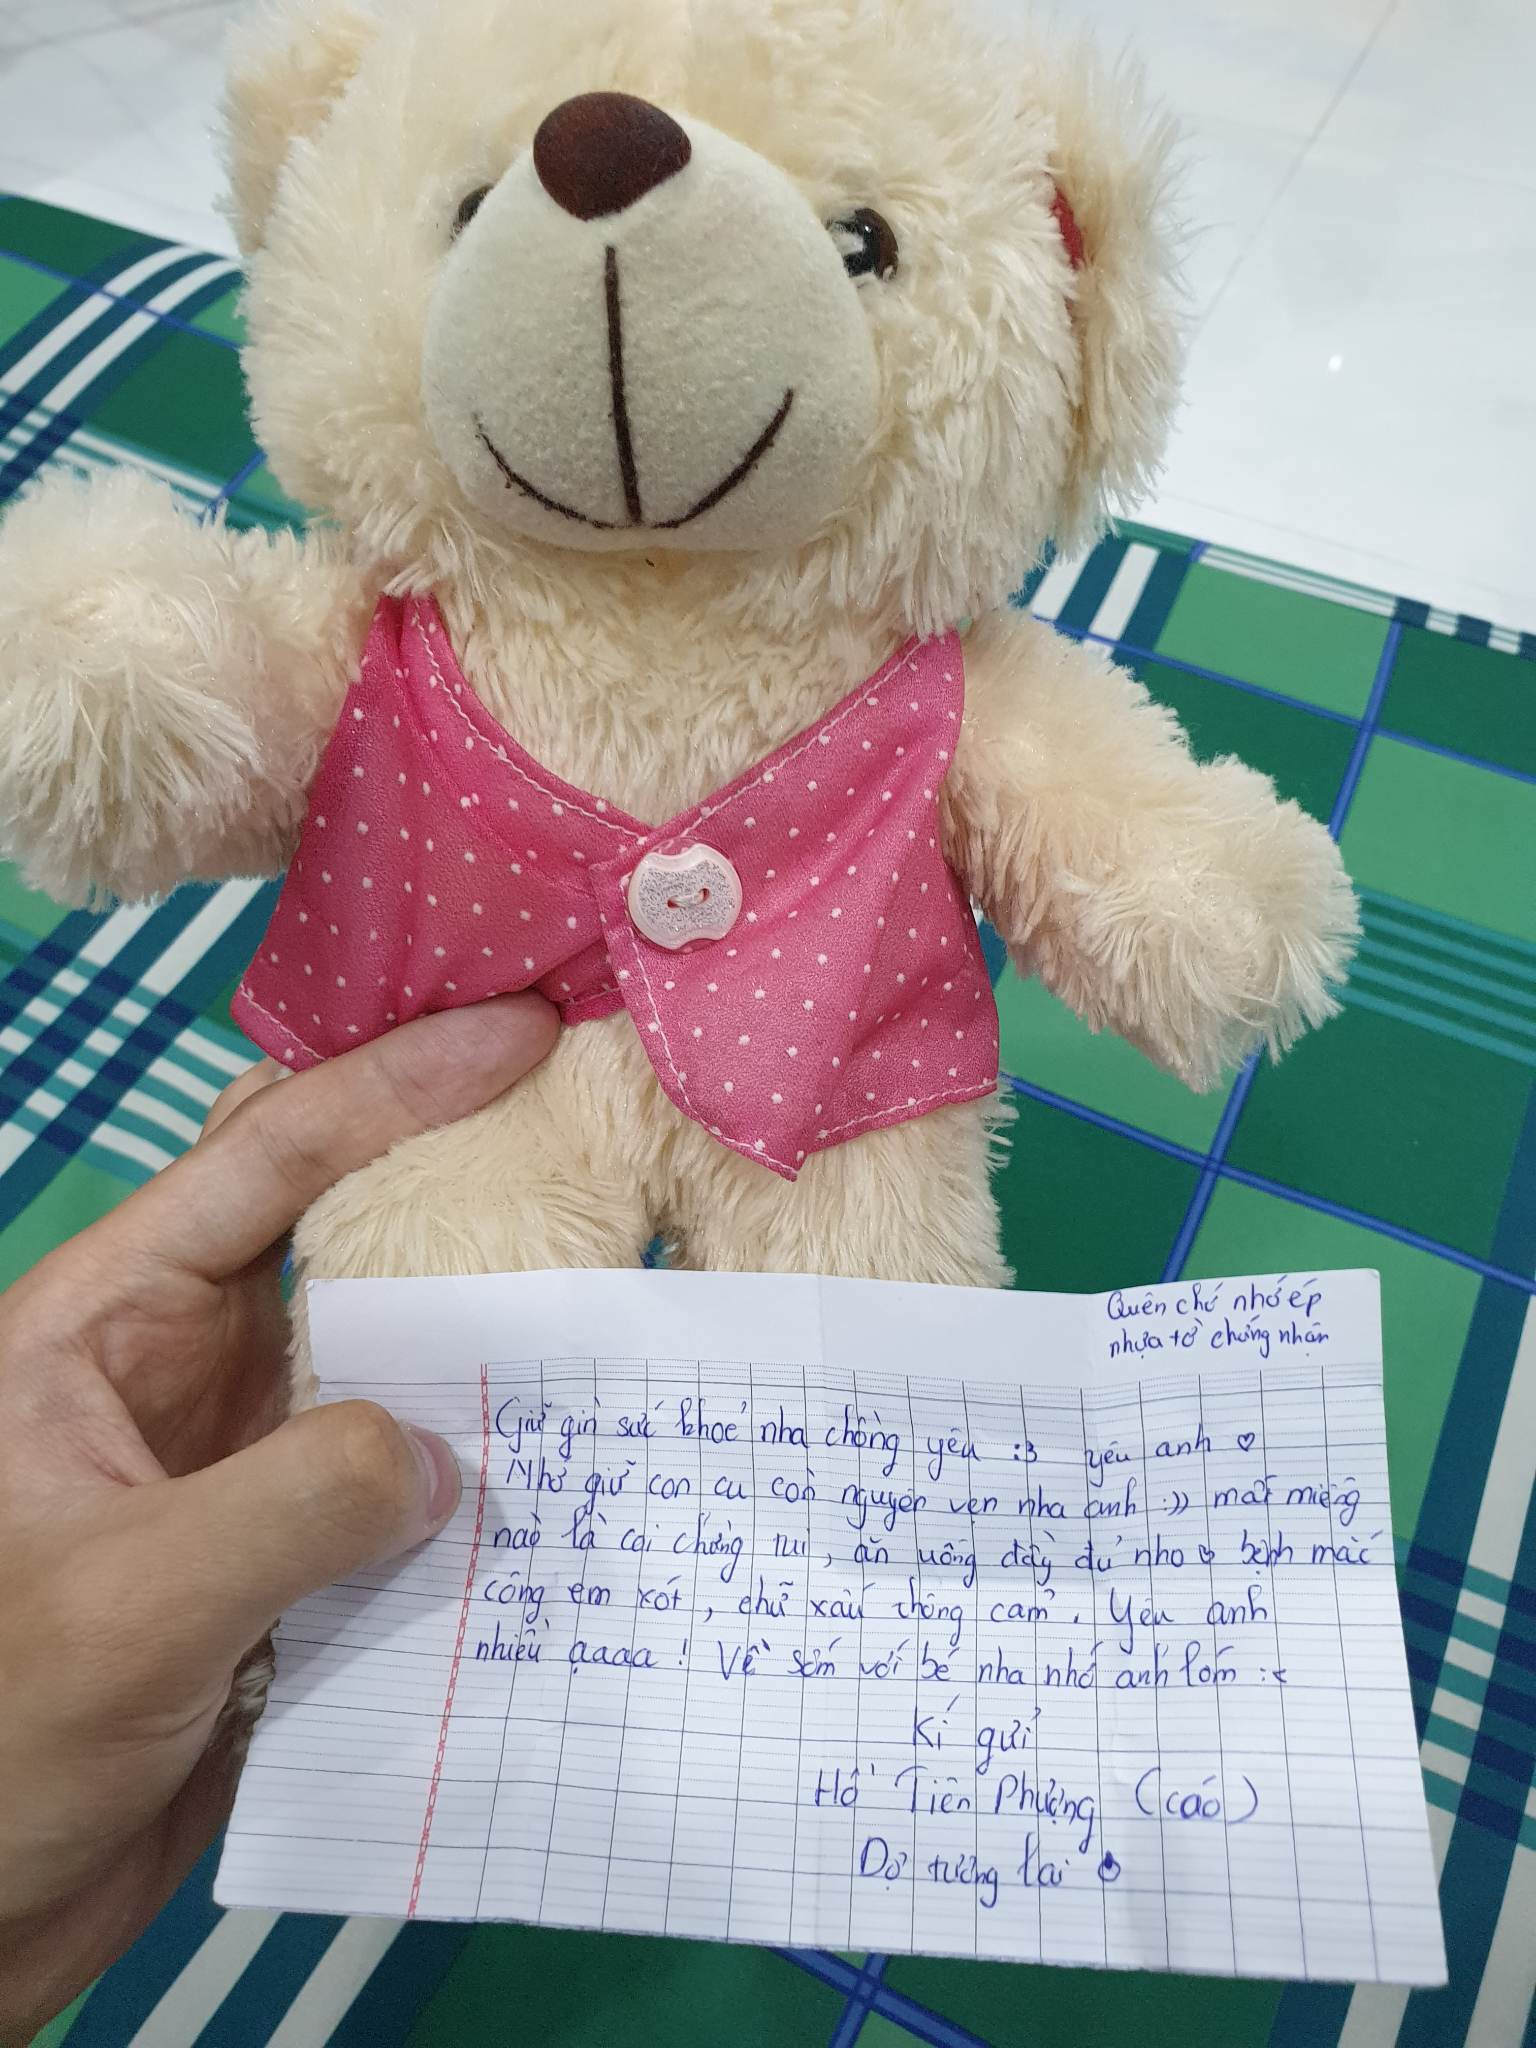 Quên chớ nhớ ép
nhựa tờ chứng nhận
Giữ gìn sức khoẻ nha chồng yêu :3 yêu anh ♡
Nhớ giữ con cu còn nguyên vẹn nha anh :)) mất miếng
nào là coi chừng tui, ăn uống đầy đủ nho bệnh mắc
công em xót, chữ xấu thông cảm. Yêu anh
nhiều ạaaa! Về sớm với bé nha nhớ anh lắm :<
Kí gửi
Hồ Tiên Phượng (cáo)
Dợ tương lai